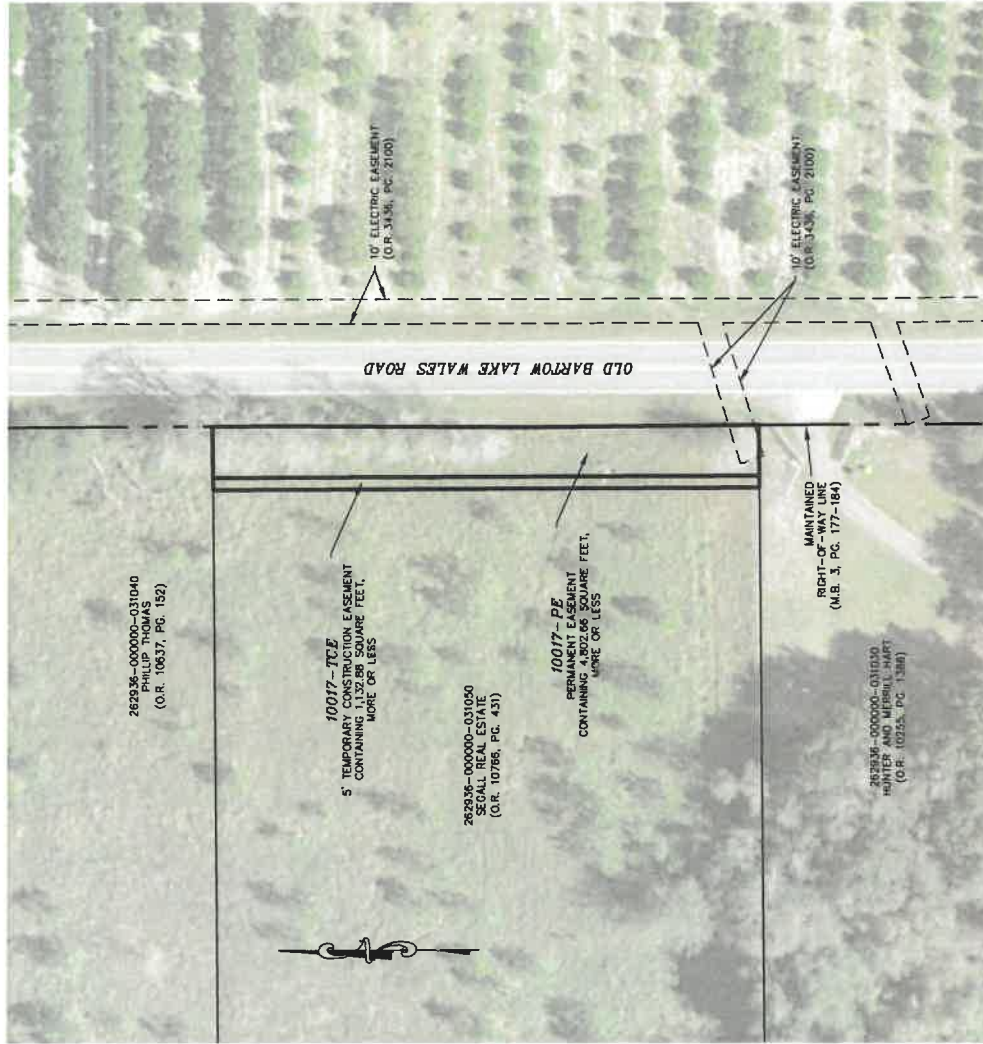 262936-000000-031040
PHILLIP THOMAS
(O.R. 10637, PG. 152)
10017-TCE
5' TEMPORARY CONSTRUCTION EASEMENT
CONTAINING 1,132.88 SQUARE FEET,
MORE OR LESS
262936-000000-031050
SEGALL REAL ESTATE
(O.R. 10766, PG. 431)
10017-PE
PERMANENT EASEMENT
CONTAINING 4,802.66 SQUARE FEET,
MORE OR LESS
262936-000000-031030
HUNTER AND MERRILL HART
(O.R. 10255, PG. 1388)
MAINTAINED
RIGHT-OF-WAY LINE
(M.B. 3, PG. 177-184)
OLD BARTOW LAKE WALES ROAD
10' ELECTRIC EASEMENT
(O.R. 3436, PG. 2100)
10' ELECTRIC EASEMENT
(O.R. 3436, PG. 2100)